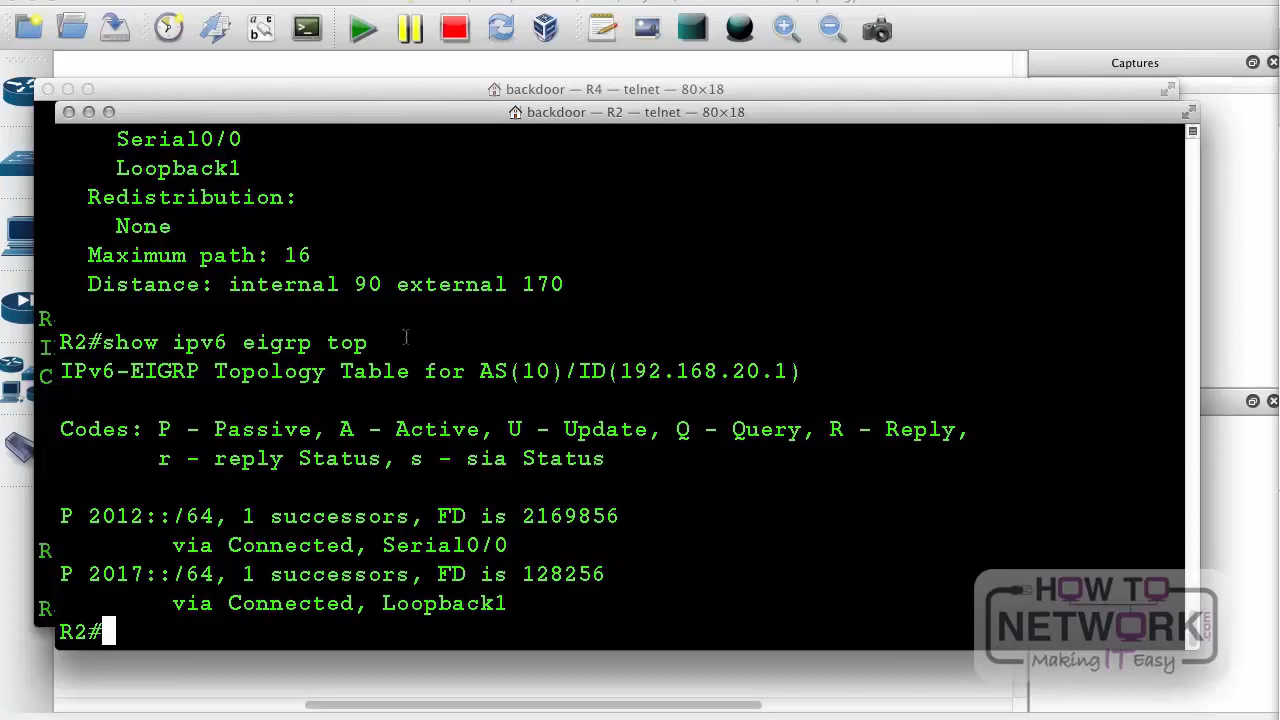 Captures
backdoor — R4 — telnet — 80×18
backdoor — R2 — telnet — 80×18
Serial0/0
Loopback1
Redistribution:
None
Maximum path: 16
Distance: internal 90 external 170
R
R2#show ipv6 eigrp top
I
IPv6-EIGRP Topology Table for AS(10)/ID(192.168.20.1)
C
Codes: P - Passive, A - Active, U - Update, Q - Query, R - Reply,
r - reply Status, s - sia Status
P 2012::/64, 1 successors, FD is 2169856
via Connected, Serial0/0
R
P 2017::/64, 1 successors, FD is 128256
via Connected, Loopback1
R
R2#
HOW TO
NETWORK.com
Making IT Easy